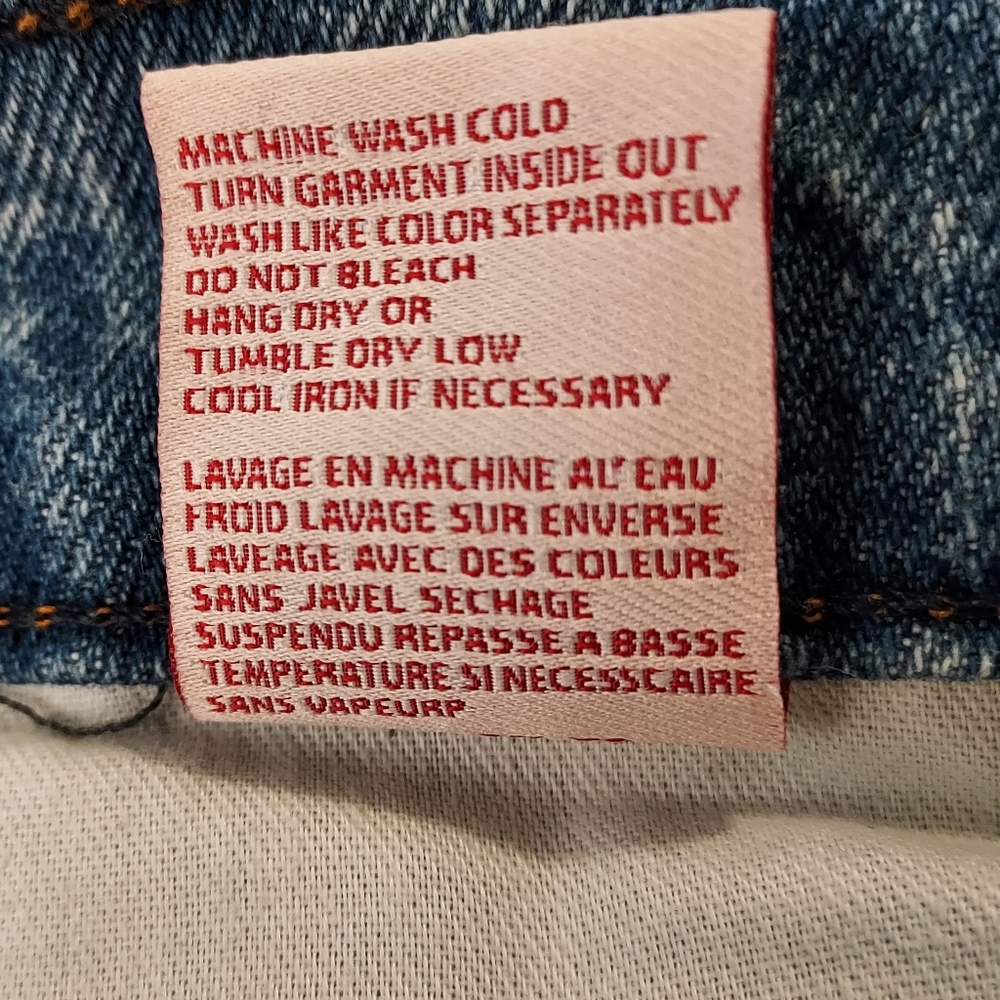 MACHINE WASH COLD
TURN GARMENT INSIDE OUT
WASH LIKE COLOR SEPARATELY
DO NOT BLEACH
HANG DRY OR
TUMBLE DRY LOW
COOL IRON IF NECESSARY
LAVAGE EN MACHINE AL' EAU
FROID LAVAGE SUR ENVERSE
LAVEAGE AVEC DES COLEURS
SANS JAVEL SECHAGE
SUSPENDU REPASSE A BASSE
TEMPERATURE SI NECESSCAIRE
SANS VAPEURP